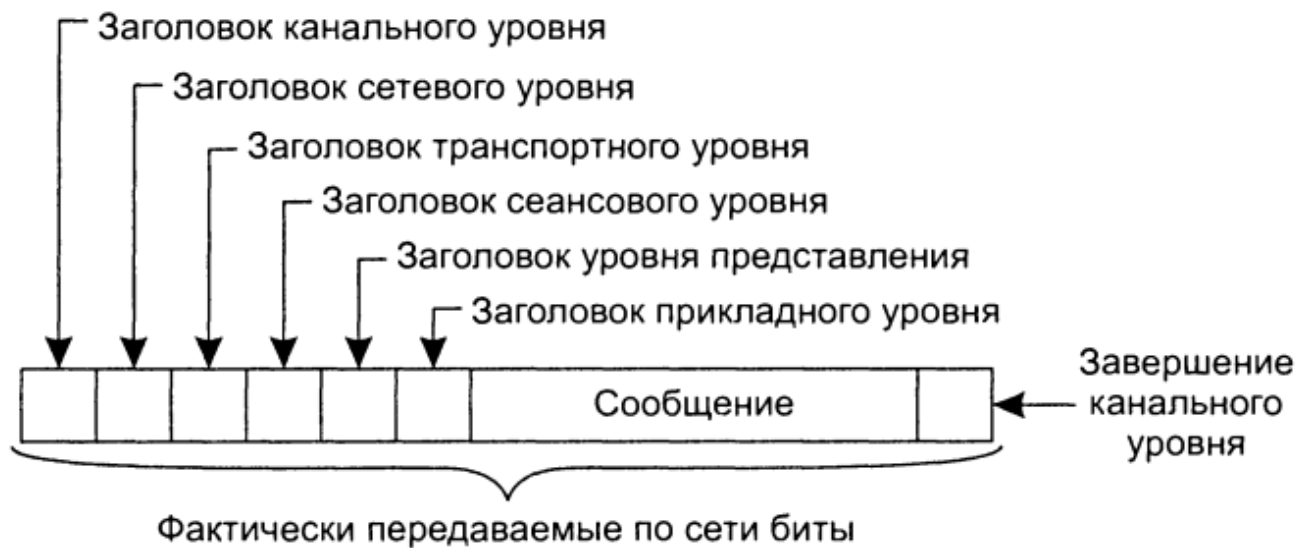 Заголовок канального уровня
Заголовок сетевого уровня
Заголовок транспортного уровня
Заголовок сеансового уровня
Заголовок уровня представления
Заголовок прикладного уровня
Сообщение
Завершение
канального
уровня
Фактически передаваемые по сети биты